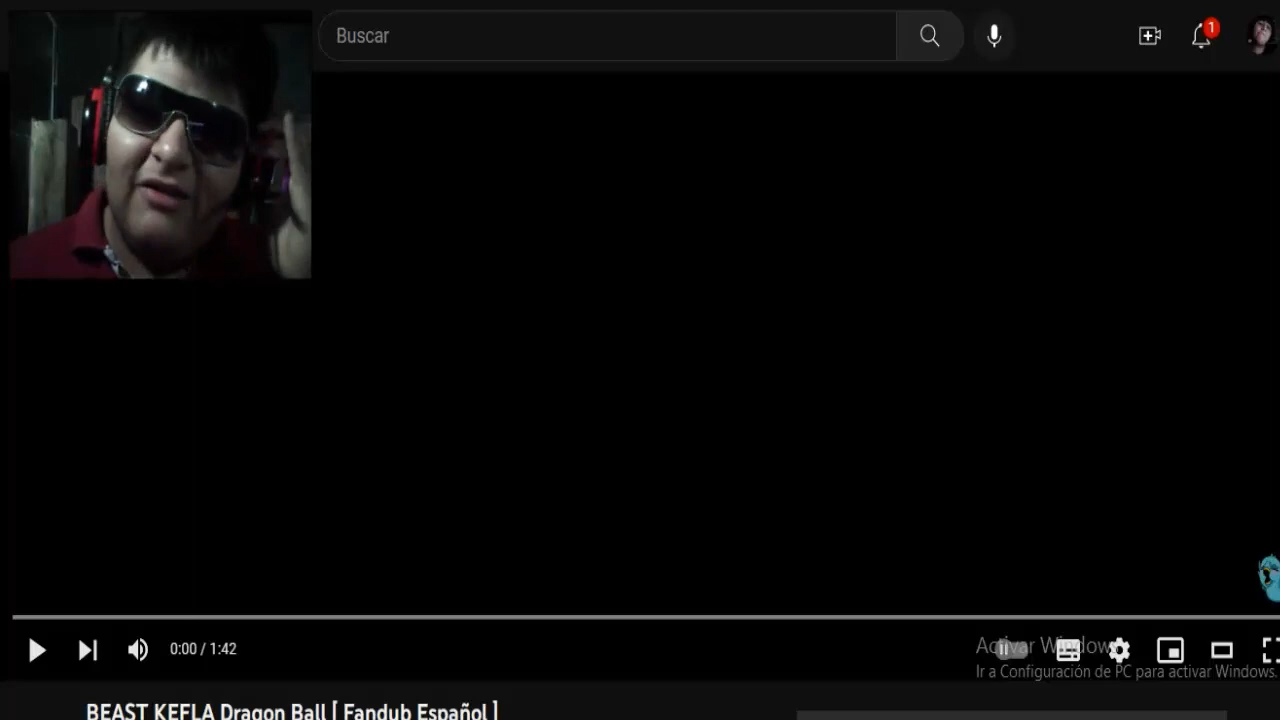 Buscar
1
0:00 / 1:42
Activar Windows
Ir a Configuración de PC para activar Windows.
BEAST KEFLA Dragon Ball [ Fandub Español ]